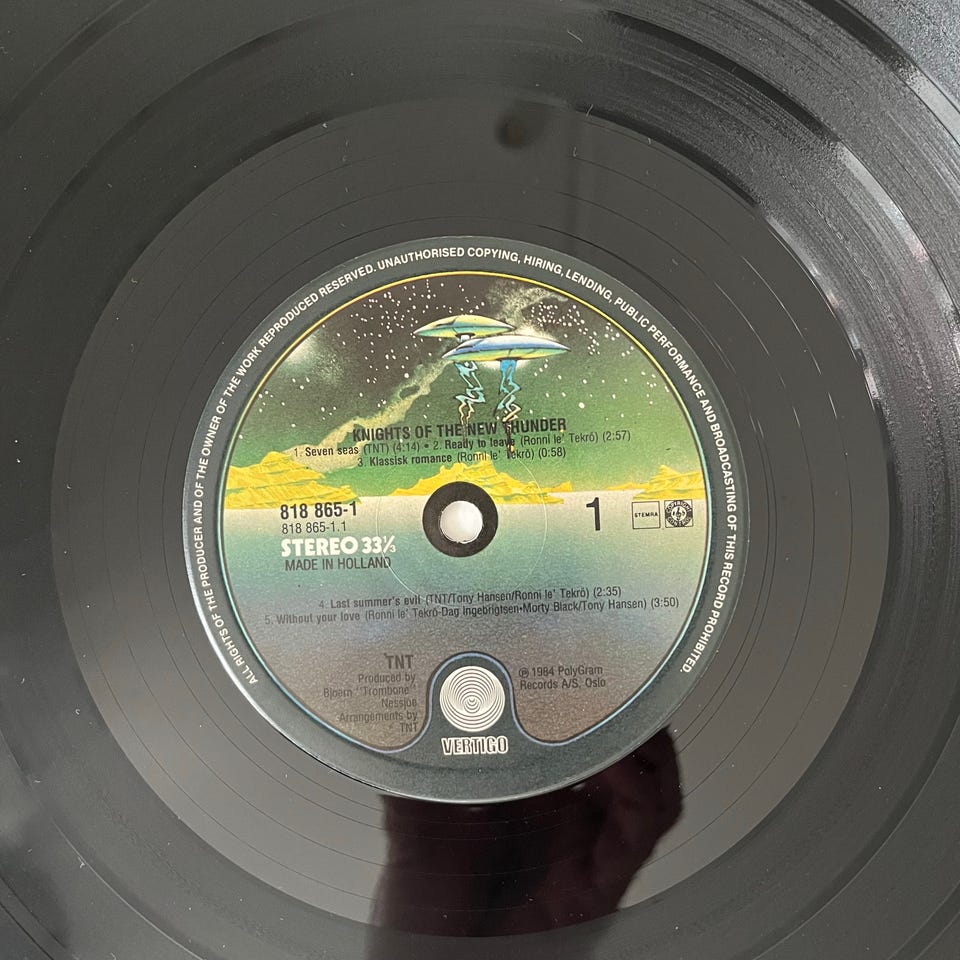 ALL RIGHTS OF THE PRODUCER AND OF THE OWNER OF THE WORK REPRODUCED RESERVED. UNAUTHORISED COPYING, HIRING, LENDING, PUBLIC PERFORMANCE AND BROADCASTING OF THIS RECORD PROHIBITED.
KNIGHTS OF THE NEW THUNDER
1. Seven seas (TNT) (4:14) • 2. Ready to leave (Ronni le' Tekrö) (2:57)
3. Klassisk romance (Ronni le' Tekrö) (0:58)
818 865-1
818 865-1.1
STEREO 33⅓
MADE IN HOLLAND
1
STEMRA
4. Last summer's evil (TNT/Tony Hansen/Ronni le' Tekrö) (2:35)
5. Without your love (Ronni le' Tekrö-Dag Ingebrigtsen•Morty Black/Tony Hansen) (3:50)
TNT
Produced by
Bjoern "Trombone"
Nessjoe
Arrangements by
TNT
℗ 1984 PolyGram
Records A/S, Oslo
VERTIGO